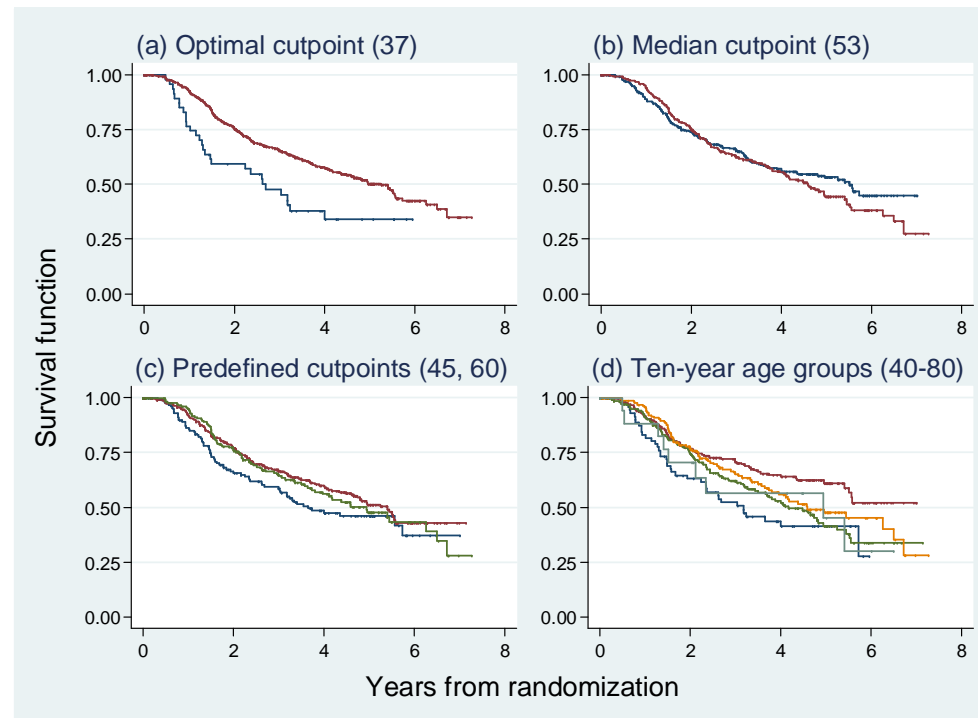 (a) Optimal cutpoint (37)
(b) Median cutpoint (53)
1.00
0.75
0.50
0.25
0.00
0 2 4 6 8
1.00
0.75
0.50
0.25
0.00
0 2 4 6 8
(c) Predefined cutpoints (45, 60)
(d) Ten-year age groups (40-80)
1.00
0.75
0.50
0.25
0.00
0 2 4 6 8
1.00
0.75
0.50
0.25
0.00
0 2 4 6 8
Survival function
Years from randomization